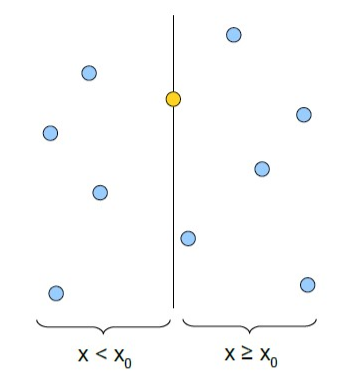 x < x₀
x ≥ x₀